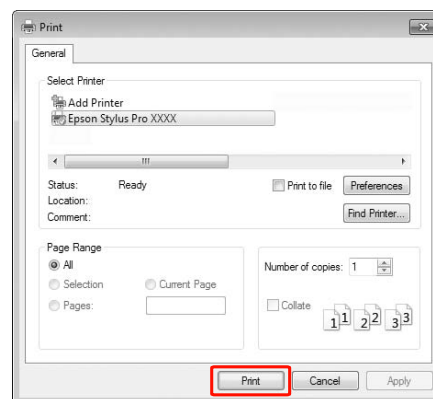 Print
General
Select Printer
Add Printer
Epson Stylus Pro XXXX
Status: Ready
Print to file
Preferences
Location:
Comment:
Find Printer...
Page Range
All
Selection
Current Page
Pages:
Number of copies: 1
Collate
1 1 2 2 3 3
Print
Cancel
Apply